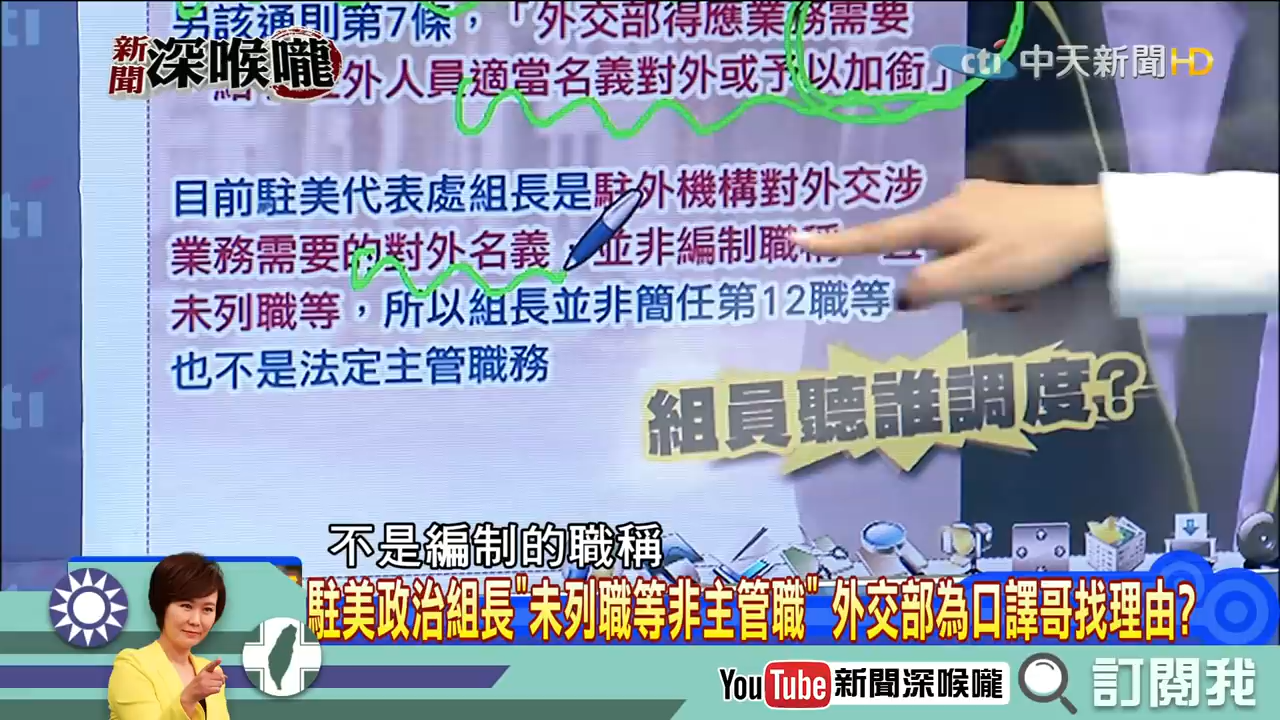 另該通則第7條，「外交部得應業務需要
外人員適當名義對外或予以加銜」
新聞深喉嚨
cti中天新聞HD
目前駐美代表處組長是駐外機構對外交涉
業務需要的對外名義，並非編制職稱
未列職等，所以組長並非簡任第12職等
也不是法定主管職務
組員聽誰調度?
不是編制的職稱
駐美政治組長"未列職等非主管職" 外交部為口譯哥找理由?
YouTube 新聞深喉嚨 訂閱我